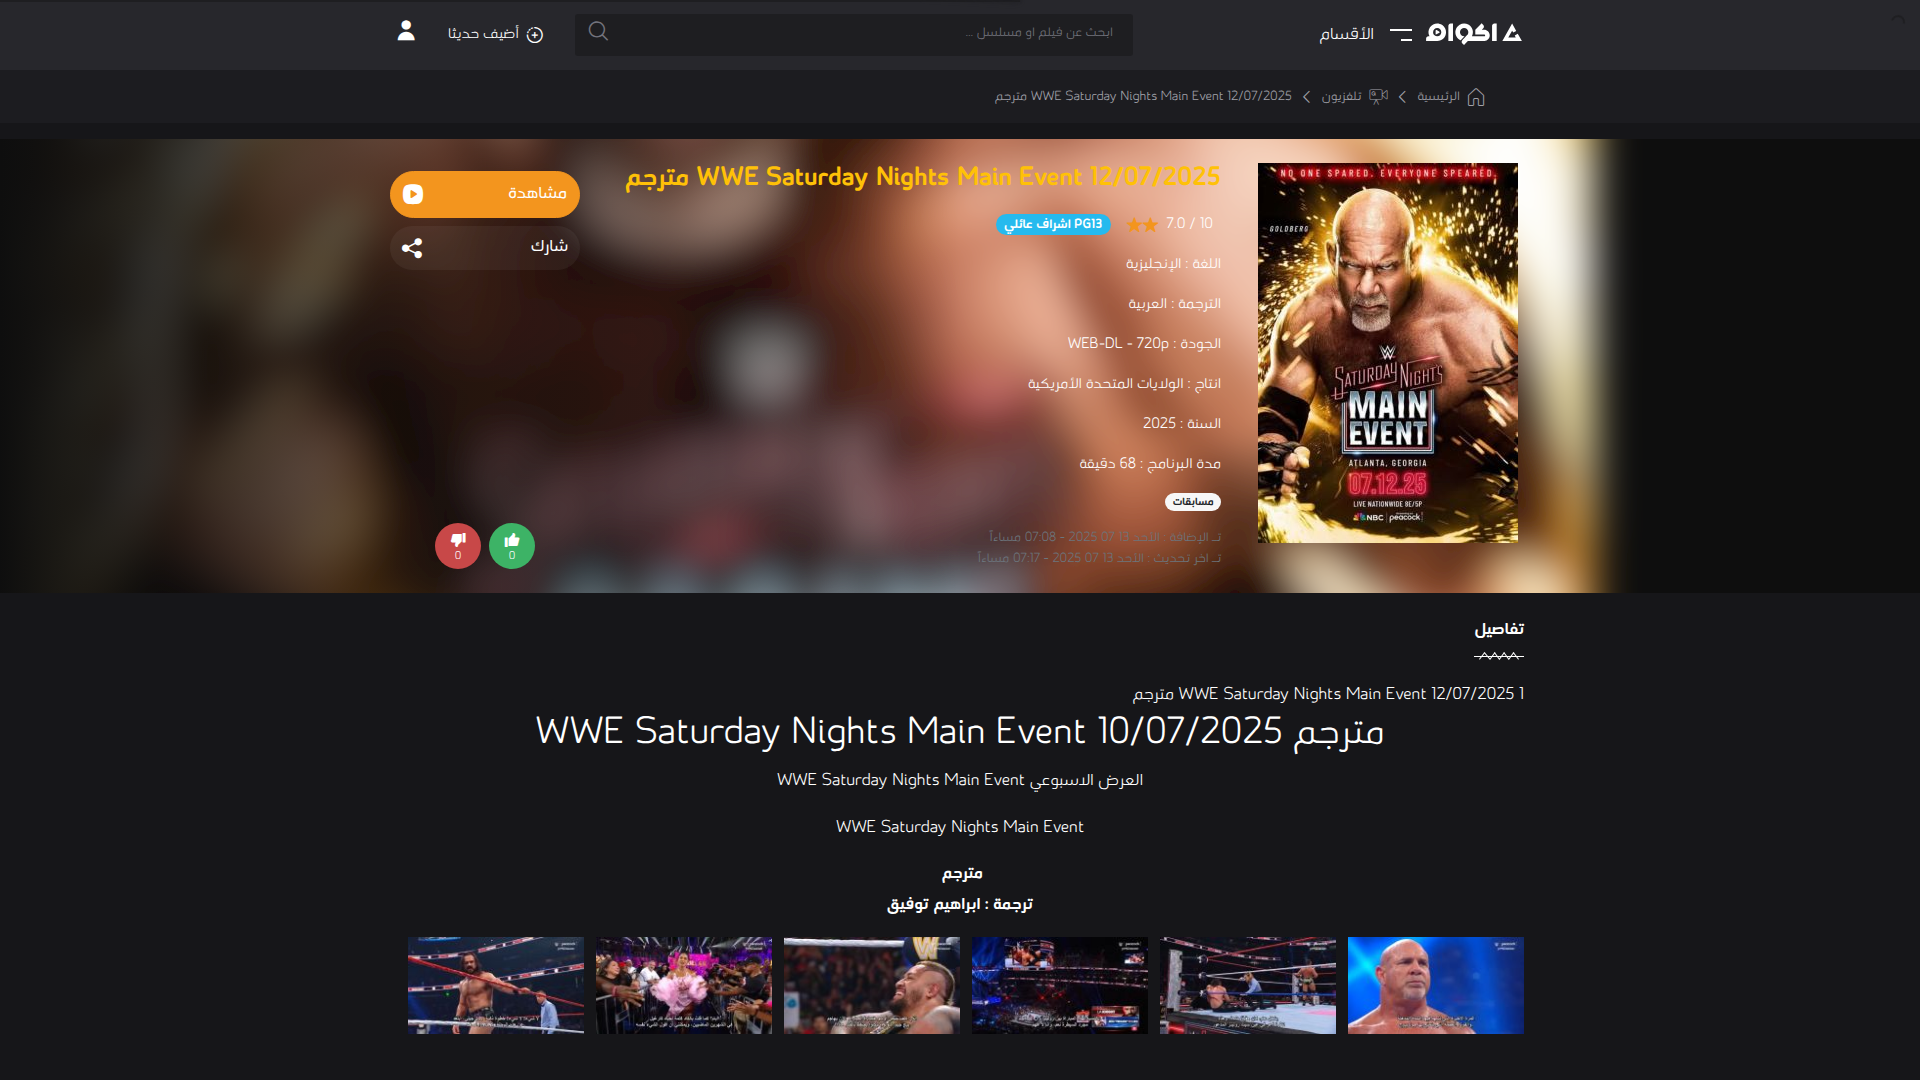 اكوام
الأقسام
ابحث عن فيلم او مسلسل ...
أضيف حديثا
الرئيسية
تلفزيون
WWE Saturday Nights Main Event 12/07/2025 مترجم
NO ONE SPARED. EVERYONE SPEARED.
GOLDBERG
W
SATURDAY NIGHT'S
MAIN
EVENT
ATLANTA, GEORGIA
07.12.25
LIVE NATIONWIDE 8E/5P
NBC | peacock
WWE Saturday Nights Main Event 12/07/2025 مترجم
10 / 7.0
PG13 اشراف عائلي
اللغة : الإنجليزية
الترجمة : العربية
الجودة : WEB-DL - 720p
انتاج : الولايات المتحدة الأمريكية
السنة : 2025
مدة البرنامج : 68 دقيقة
مسابقات
تـ الإضافة : الأحد 13 07 2025 - 07:08 مساءاً
تـ اخر تحديث : الأحد 13 07 2025 - 07:17 مساءاً
مشاهدة
شارك
0
0
تفاصيل
1 WWE Saturday Nights Main Event 12/07/2025 مترجم
WWE Saturday Nights Main Event 10/07/2025 مترجم
العرض الاسبوعي WWE Saturday Nights Main Event
WWE Saturday Nights Main Event
مترجم
ترجمة : ابراهيم توفيق